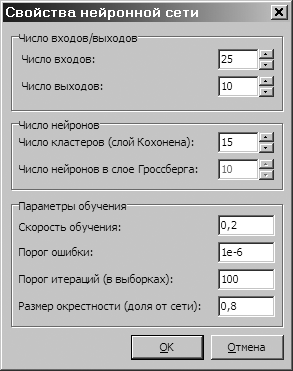 Свойства нейронной сети
Число входов/выходов
Число входов: 25
Число выходов: 10
Число нейронов
Число кластеров (слой Кохонена): 15
Число нейронов в слое Гроссберга: 10
Параметры обучения
Скорость обучения: 0,2
Порог ошибки: 1e-6
Порог итераций (в выборках): 100
Размер окрестности (доля от сети): 0,8
OK Отмена